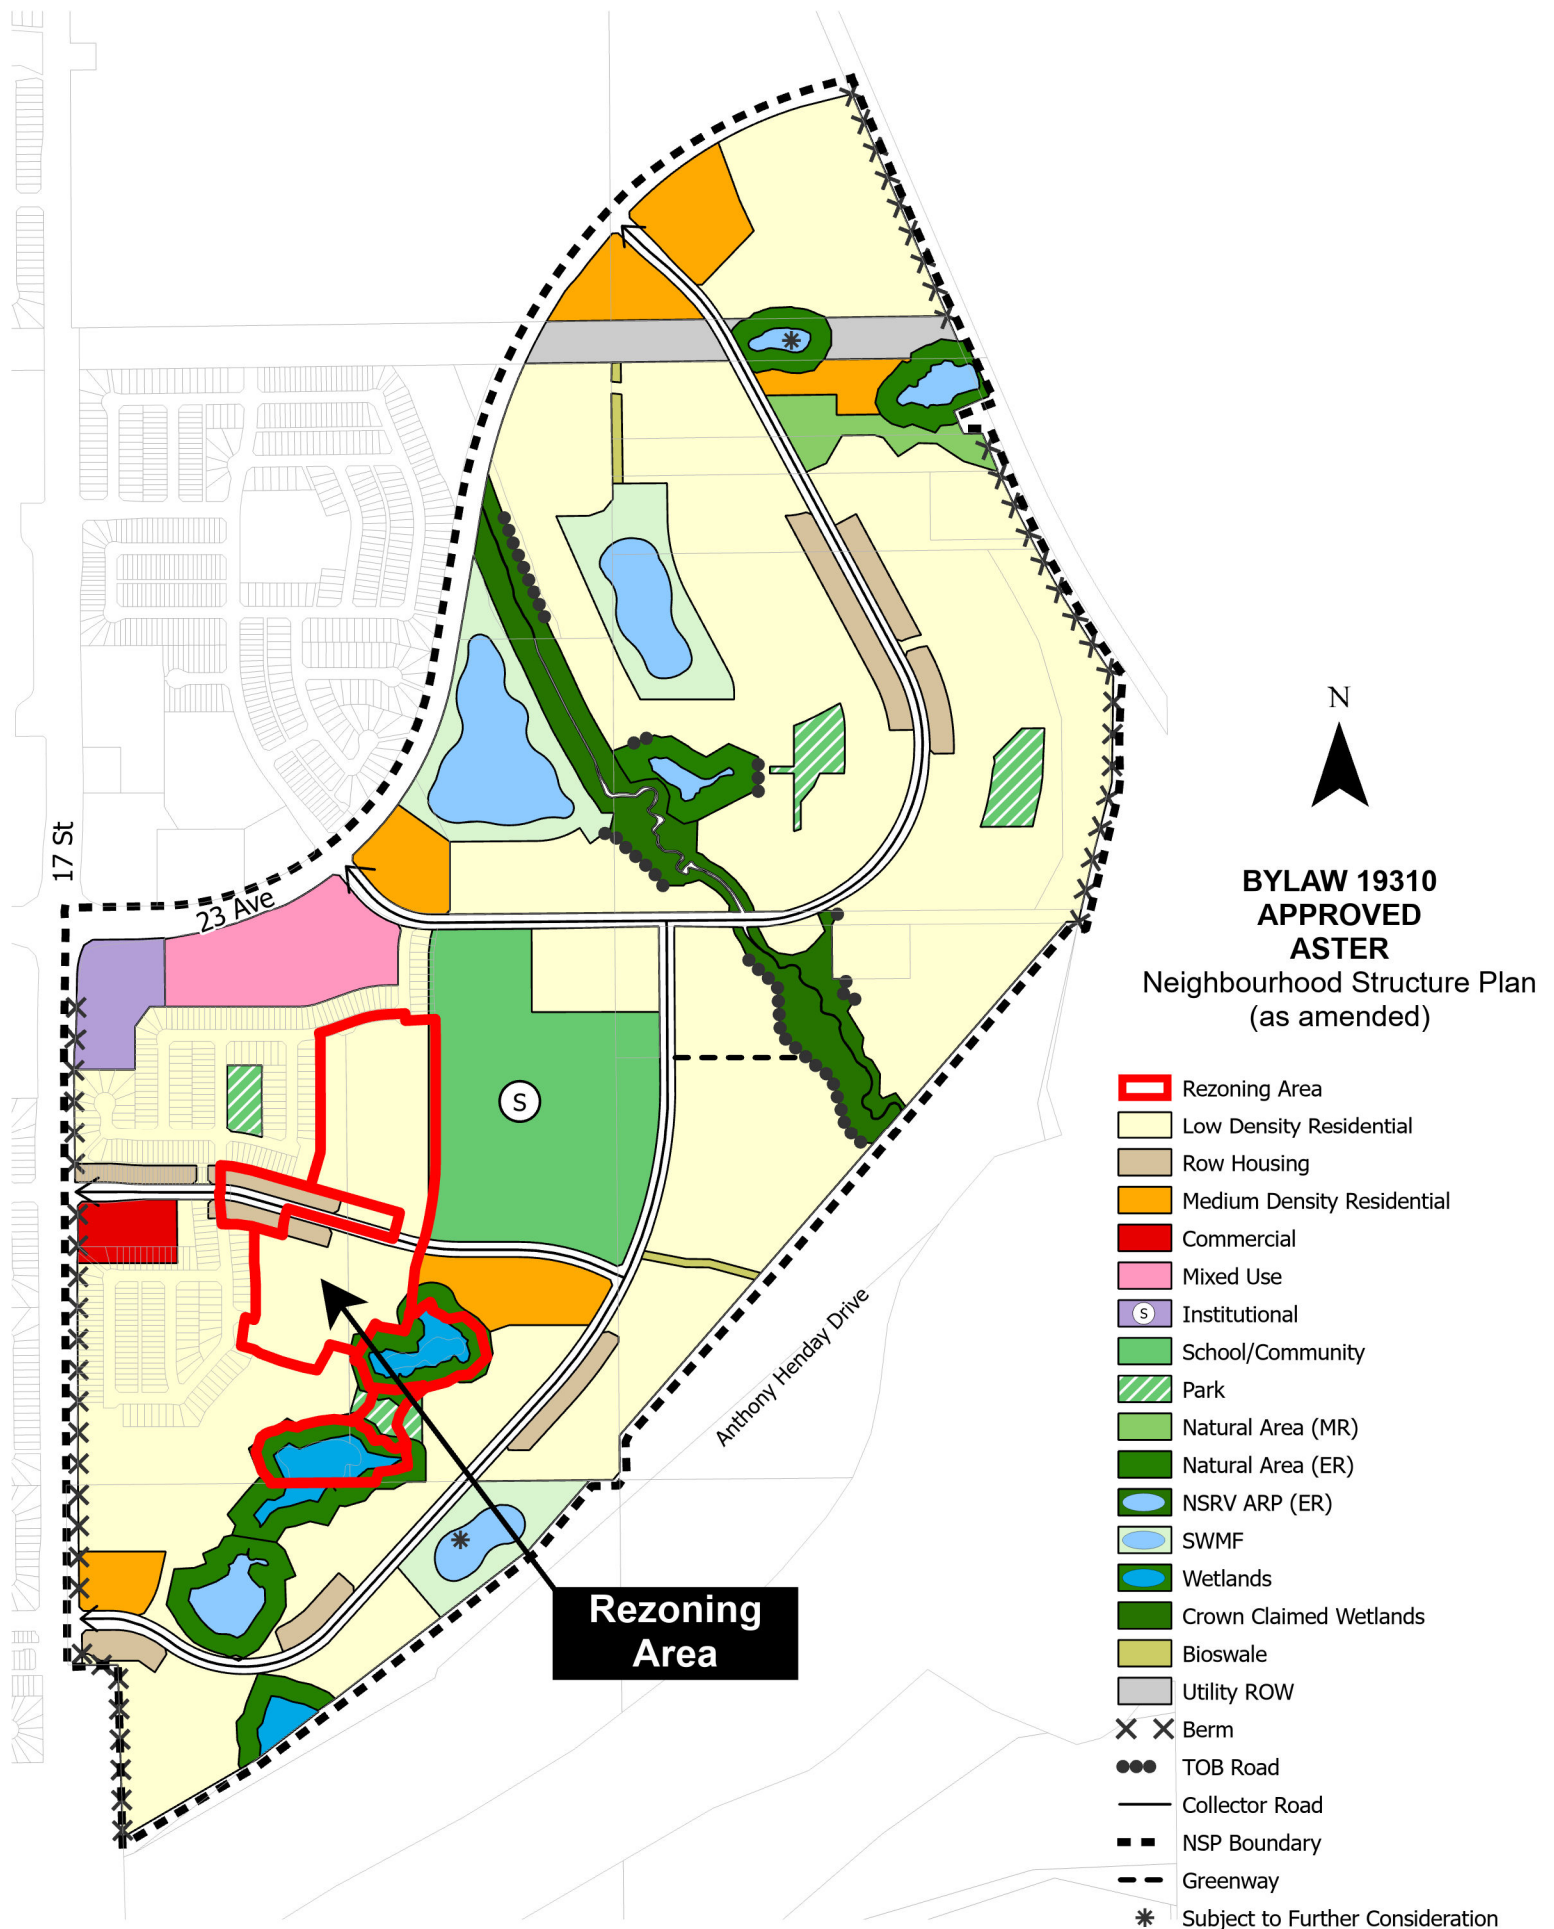 N
17 St
23 Ave
S
Anthony Henday Drive
Rezoning
Area
BYLAW 19310
APPROVED
ASTER
Neighbourhood Structure Plan
(as amended)
Rezoning Area
Low Density Residential
Row Housing
Medium Density Residential
Commercial
Mixed Use
S Institutional
School/Community
Park
Natural Area (MR)
Natural Area (ER)
NSRV ARP (ER)
SWMF
Wetlands
Crown Claimed Wetlands
Bioswale
Utility ROW
Berm
TOB Road
Collector Road
NSP Boundary
Greenway
Subject to Further Consideration